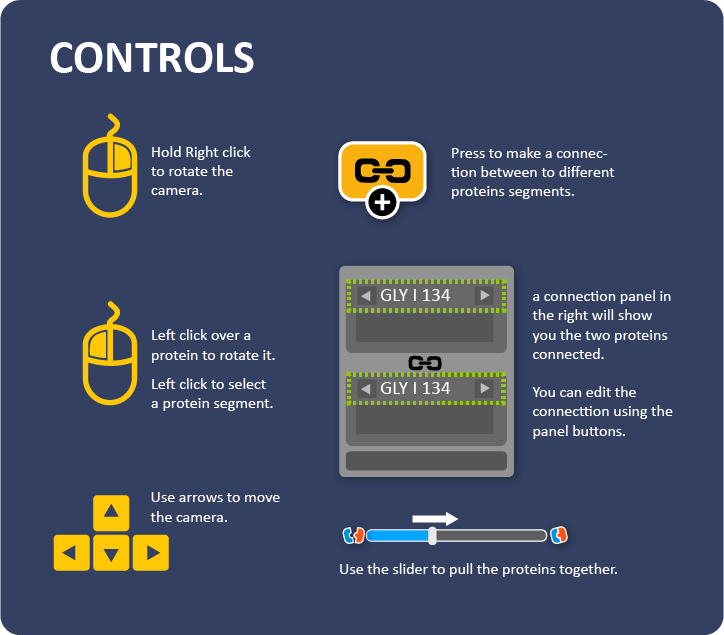 CONTROLS
Hold Right click
to rotate the
camera.
Press to make a connec-
tion between to different
proteins segments.
Left click over a
protein to rotate it.
Left click to select
a protein segment.
GLY I 134
GLY I 134
a connection panel in
the right will show
you the two proteins
connected.
You can edit the
connecttion using the
panel buttons.
Use arrows to move
the camera.
Use the slider to pull the proteins together.